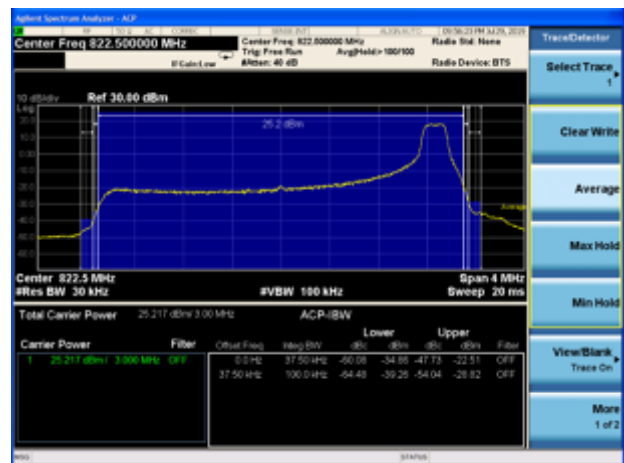 Agilent Spectrum Analyzer - ACP
Center Freq 822.500000 MHz
Center Freq: 822.500000 MHz
Radio Std: None
Trig: Free Run
Avg|Hold:> 100/100
IFGain:Low
#Atten: 40 dB
Radio Device: BTS
10 dB/div
Ref 30.00 dBm
Log
25.2 dBm
Average
Center 822.5 MHz
Span 4 MHz
#Res BW 30 kHz
#VBW 100 kHz
Sweep 20 ms
Total Carrier Power
25.217 dBm/ 3.00 MHz
ACP-IBW
Lower
Upper
Carrier Power
Filter
Offset Freq
Integ BW
dBc
dBm
dBc
dBm
Filter
1 25.217 dBm / 3.000 MHz OFF
0.0 Hz 37.50 kHz -60.08 -34.86 -47.73 -22.51 OFF
37.50 kHz 100.0 kHz -64.48 -39.26 -54.04 -28.82 OFF
MSG
STATUS
Trace/Detector
Select Trace
1
Clear Write
Average
Max Hold
Min Hold
View/Blank
Trace On
More
1 of 2